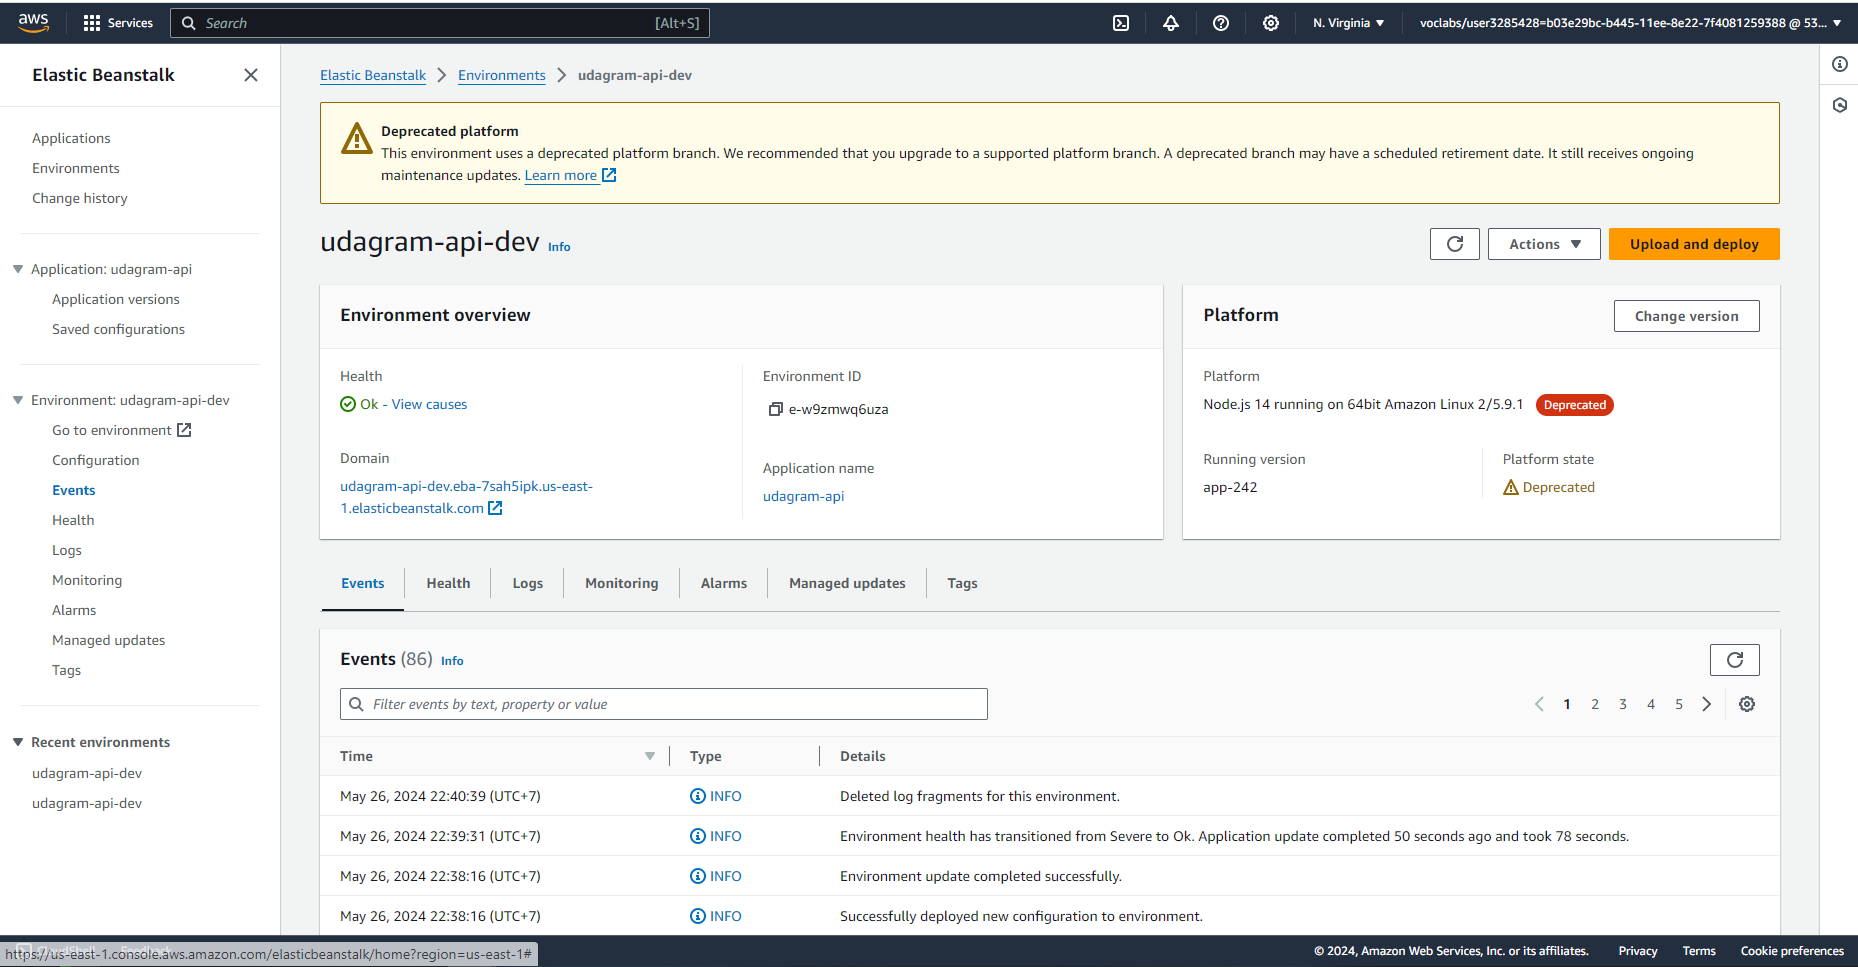 aws
Services
Search
[Alt+S]
N. Virginia
voclabs/user3285428=b03e29bc-b445-11ee-8e22-7f4081259388 @ 53...
Elastic Beanstalk
Applications
Environments
Change history
Application: udagram-api
Application versions
Saved configurations
Environment: udagram-api-dev
Go to environment
Configuration
Events
Health
Logs
Monitoring
Alarms
Managed updates
Tags
Recent environments
udagram-api-dev
udagram-api-dev
Elastic Beanstalk
Environments
udagram-api-dev
Deprecated platform
This environment uses a deprecated platform branch. We recommended that you upgrade to a supported platform branch. A deprecated branch may have a scheduled retirement date. It still receives ongoing
maintenance updates. Learn more
udagram-api-dev Info
Actions
Upload and deploy
Environment overview
Health
Ok - View causes
Domain
udagram-api-dev.eba-7sah5ipk.us-east-
1.elasticbeanstalk.com
Environment ID
e-w9zmwq6uza
Application name
udagram-api
Platform
Change version
Platform
Node.js 14 running on 64bit Amazon Linux 2/5.9.1 Deprecated
Running version
app-242
Platform state
Deprecated
Events
Health
Logs
Monitoring
Alarms
Managed updates
Tags
Events (86) Info
Filter events by text, property or value
1 2 3 4 5
Time Type Details
May 26, 2024 22:40:39 (UTC+7) INFO Deleted log fragments for this environment.
May 26, 2024 22:39:31 (UTC+7) INFO Environment health has transitioned from Severe to Ok. Application update completed 50 seconds ago and took 78 seconds.
May 26, 2024 22:38:16 (UTC+7) INFO Environment update completed successfully.
May 26, 2024 22:38:16 (UTC+7) INFO Successfully deployed new configuration to environment.
CloudShell Feedback
https://us-east-1.console.aws.amazon.com/elasticbeanstalk/home?region=us-east-1#
© 2024, Amazon Web Services, Inc. or its affiliates.
Privacy
Terms
Cookie preferences